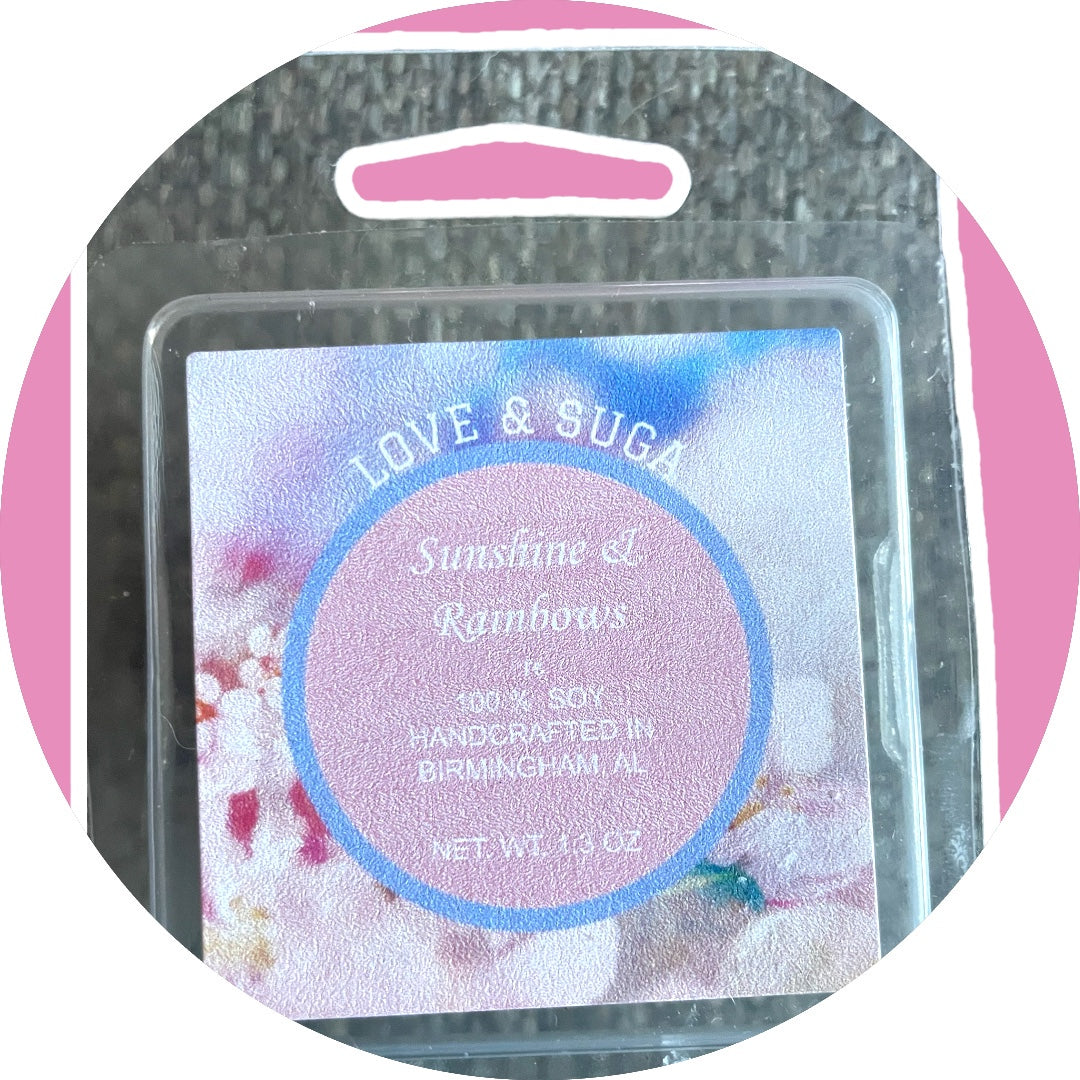 LOVE & SUGA
Sunshine &
Rainbows
100 % SOY
HANDCRAFTED IN
BIRMINGHAM, AL
NET. WT. 1.3 OZ